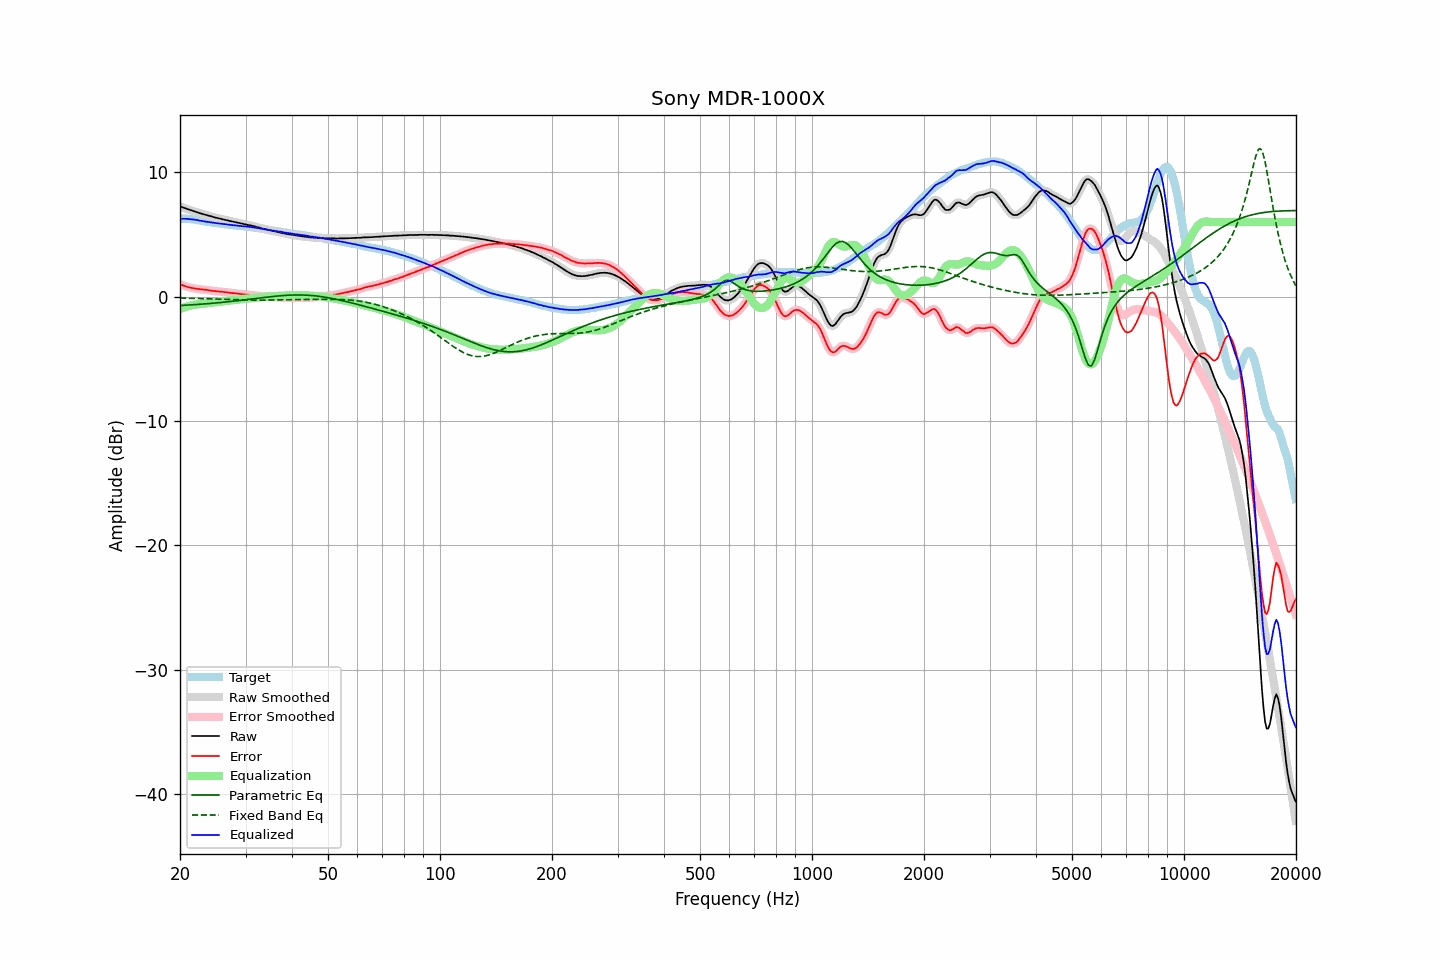 Sony MDR-1000X
10
0
−10
−20
−30
−40
Amplitude (dBr)
Target
Raw Smoothed
Error Smoothed
Raw
Error
Equalization
Parametric Eq
Fixed Band Eq
Equalized
20 50 100 200 500 1000 2000 5000 10000 20000
Frequency (Hz)